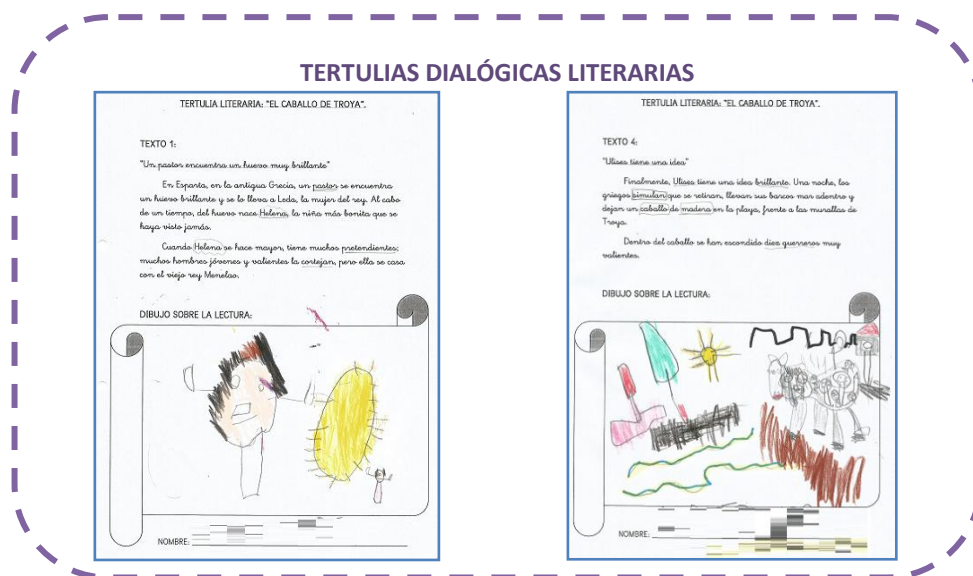 TERTULIAS DIALÓGICAS LITERARIAS
TERTULIA LITERARIA: "EL CABALLO DE TROYA".
TEXTO 1:
"Un pastor encuentra un huevo muy brillante"
En Esparta, en la antigua Grecia, un pastor se encuentra
un huevo brillante y se lo lleva a Leda, la mujer del rey. Al cabo
de un tiempo, del huevo nace Helena, la niña más bonita que se
haya visto jamás.
Cuando Helena se hace mayor, tiene muchos pretendientes:
muchos hombres jóvenes y valientes la cortejan, pero ella se casa
con el viejo rey Menelao.
DIBUJO SOBRE LA LECTURA:
NOMBRE:
TERTULIA LITERARIA: "EL CABALLO DE TROYA".
TEXTO 4:
"Ulises tiene una idea"
Finalmente, Ulises tiene una idea brillante. Una noche, los
griegos simulan que se retiran, llevan sus barcos mar adentro y
dejan un caballo de madera en la playa, frente a las murallas de
Troya.
Dentro del caballo se han escondido diez guerreros muy
valientes.
DIBUJO SOBRE LA LECTURA:
NOMBRE: